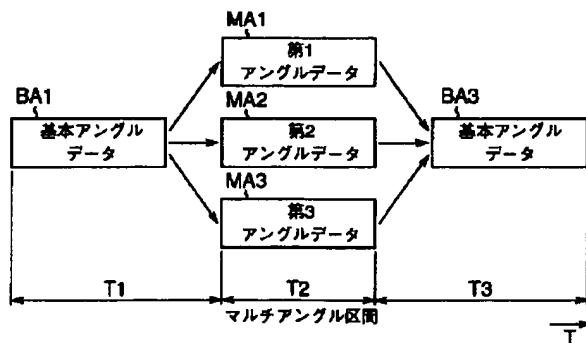 MA1
第1
アングルデータ
BA1
基本アングル
データ
MA2
第2
アングルデータ
BA3
基本アングル
データ
MA3
第3
アングルデータ
T1
T2
T3
マルチアングル区間
T